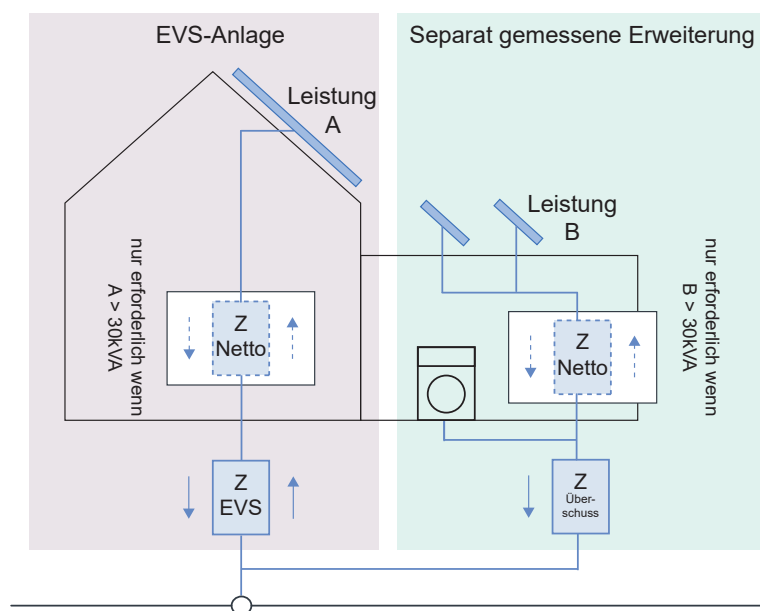 EVS-Anlage
Separat gemessene Erweiterung
Leistung
A
Leistung
B
nur erforderlich wenn
A > 30kVA
Z
Netto
Z
Netto
nur erforderlich wenn
B > 30kVA
Z
EVS
Z
Über-
schuss